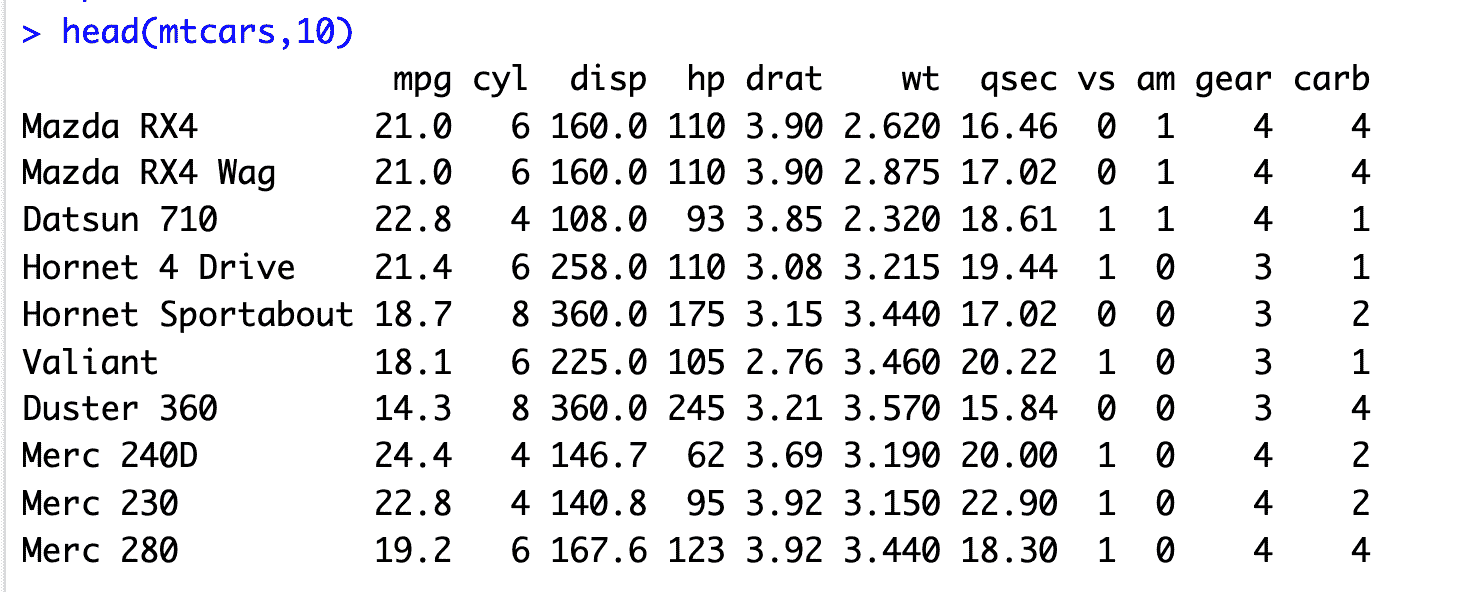 > head(mtcars,10)
                   mpg cyl  disp  hp drat    wt  qsec vs am gear carb
Mazda RX4         21.0   6 160.0 110 3.90 2.620 16.46  0  1    4    4
Mazda RX4 Wag     21.0   6 160.0 110 3.90 2.875 17.02  0  1    4    4
Datsun 710        22.8   4 108.0  93 3.85 2.320 18.61  1  1    4    1
Hornet 4 Drive    21.4   6 258.0 110 3.08 3.215 19.44  1  0    3    1
Hornet Sportabout 18.7   8 360.0 175 3.15 3.440 17.02  0  0    3    2
Valiant           18.1   6 225.0 105 2.76 3.460 20.22  1  0    3    1
Duster 360        14.3   8 360.0 245 3.21 3.570 15.84  0  0    3    4
Merc 240D         24.4   4 146.7  62 3.69 3.190 20.00  1  0    4    2
Merc 230          22.8   4 140.8  95 3.92 3.150 22.90  1  0    4    2
Merc 280          19.2   6 167.6 123 3.92 3.440 18.30  1  0    4    4